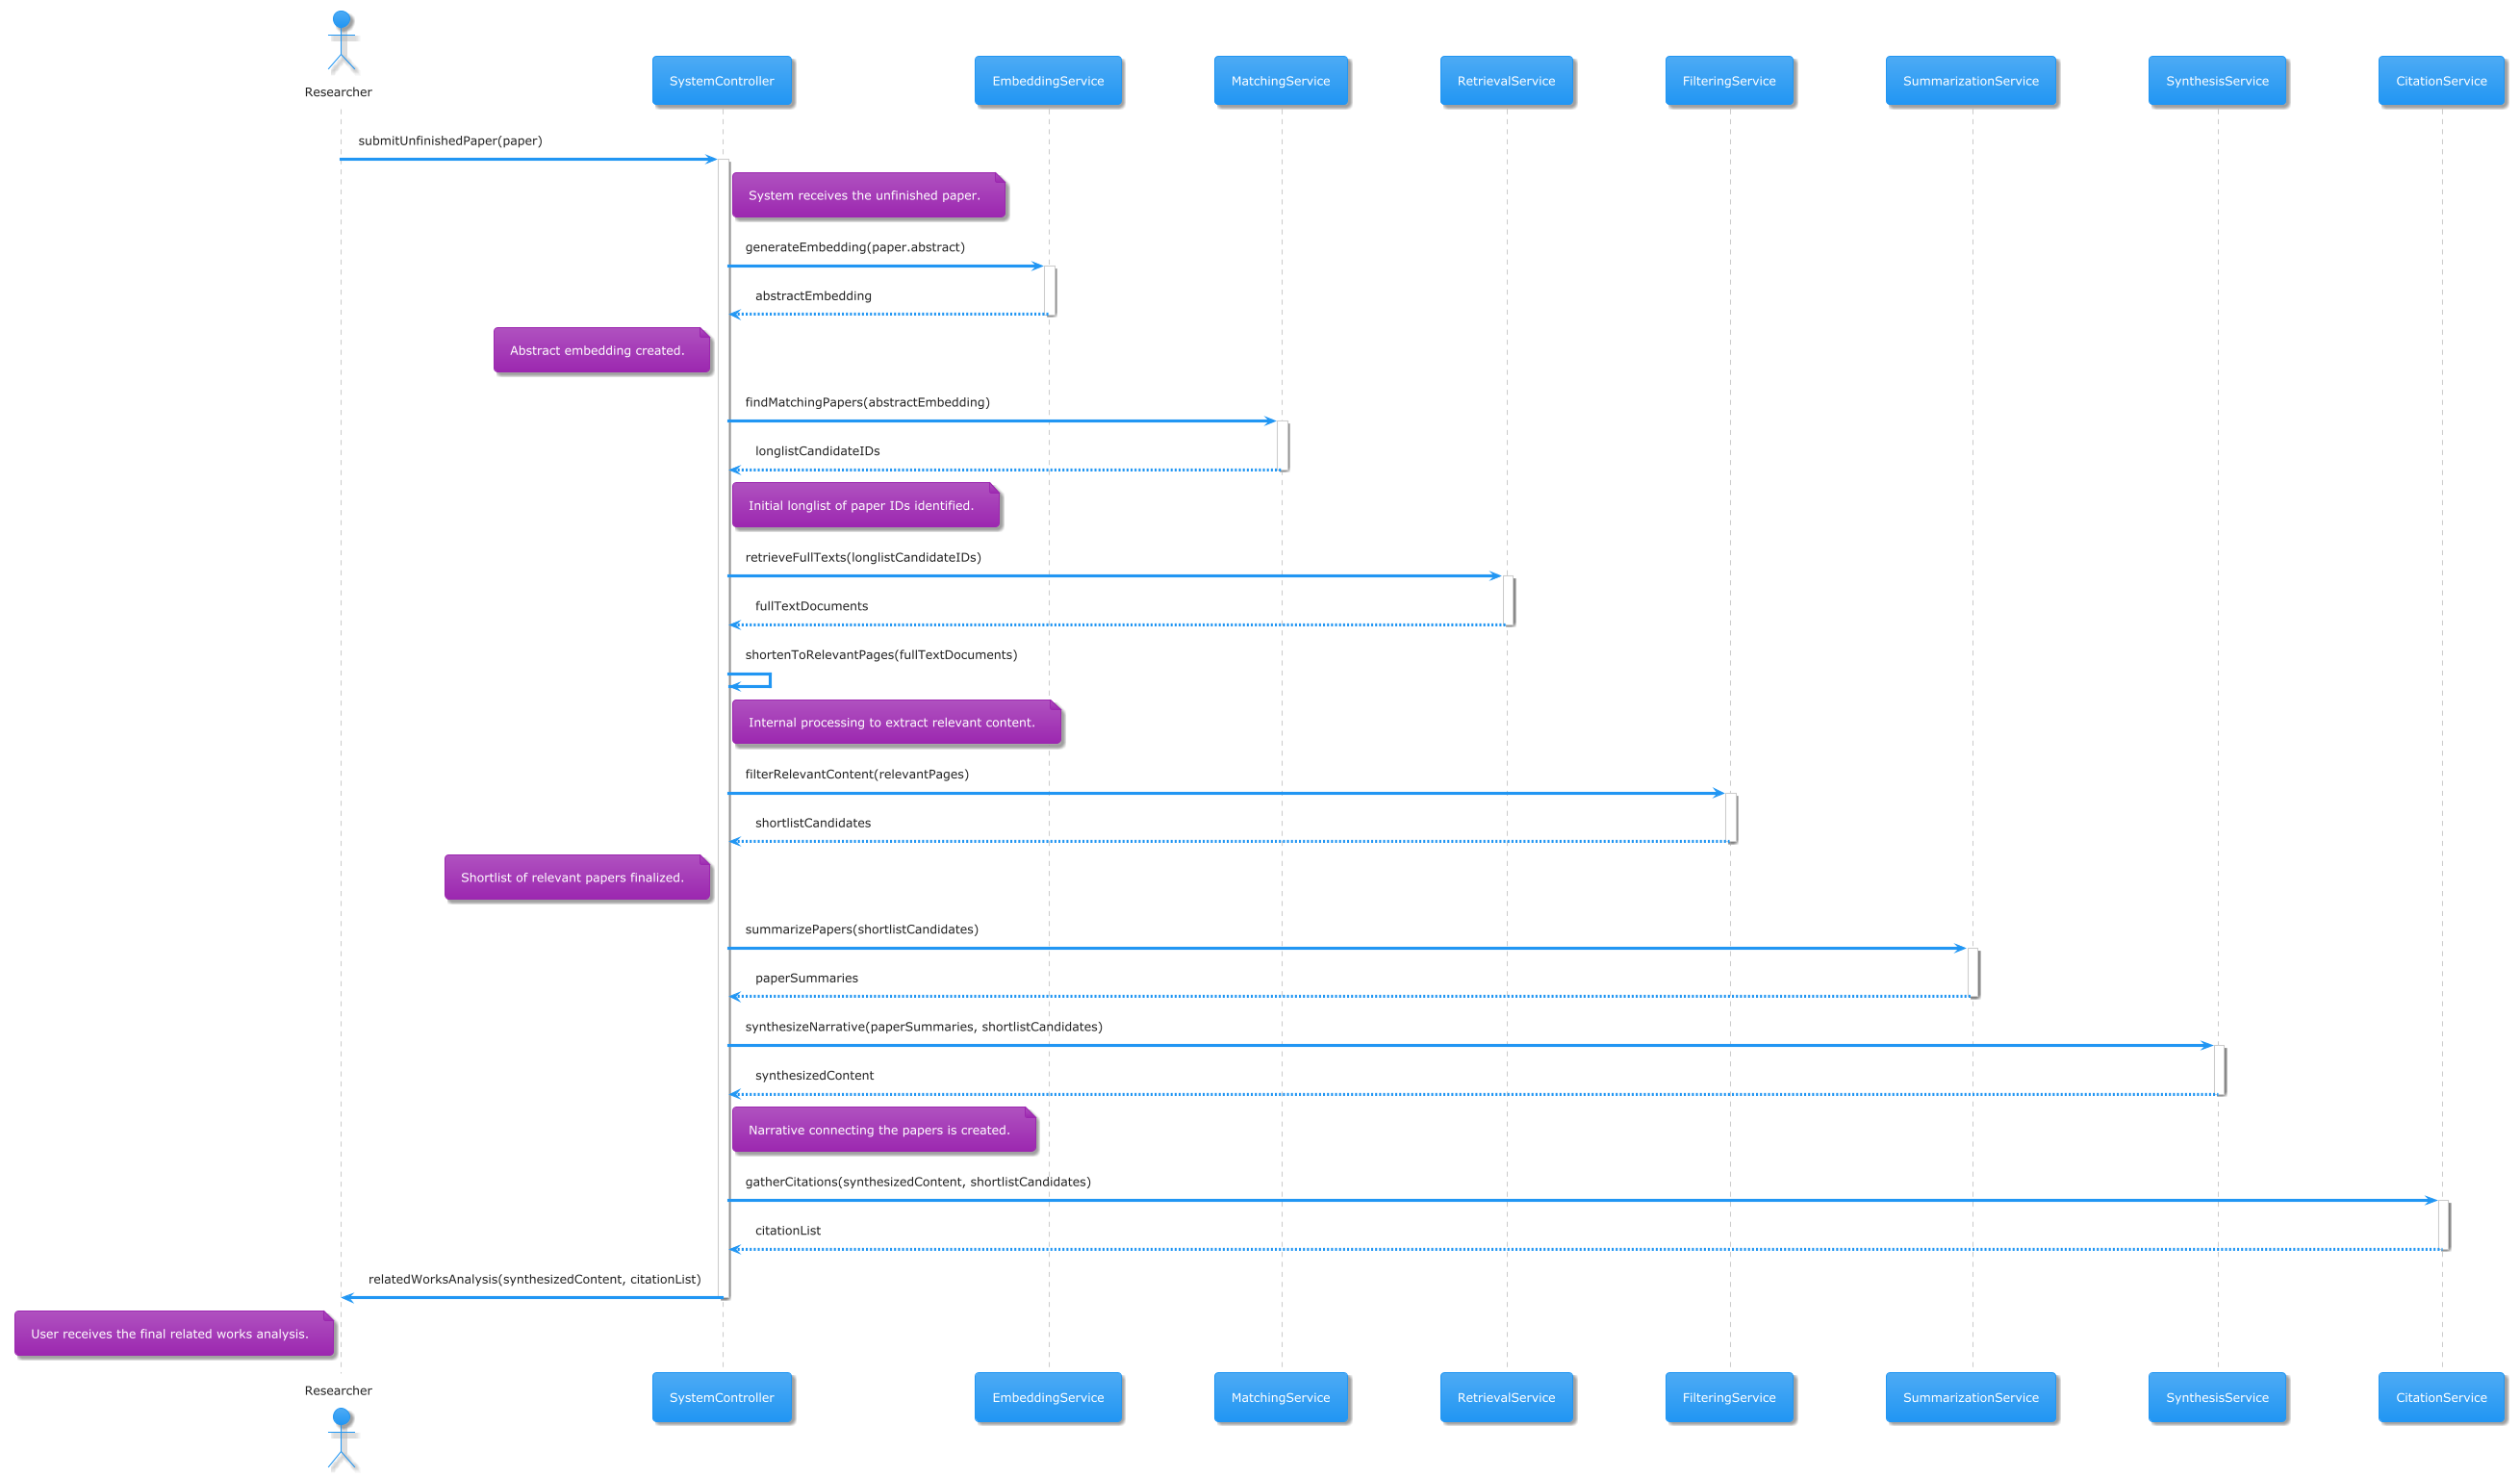 Researcher
SystemController
EmbeddingService
MatchingService
RetrievalService
FilteringService
SummarizationService
SynthesisService
CitationService
submitUnfinishedPaper(paper)
System receives the unfinished paper.
generateEmbedding(paper.abstract)
abstractEmbedding
Abstract embedding created.
findMatchingPapers(abstractEmbedding)
longlistCandidateIDs
Initial longlist of paper IDs identified.
retrieveFullTexts(longlistCandidateIDs)
fullTextDocuments
shortenToRelevantPages(fullTextDocuments)
Internal processing to extract relevant content.
filterRelevantContent(relevantPages)
shortlistCandidates
Shortlist of relevant papers finalized.
summarizePapers(shortlistCandidates)
paperSummaries
synthesizeNarrative(paperSummaries, shortlistCandidates)
synthesizedContent
Narrative connecting the papers is created.
gatherCitations(synthesizedContent, shortlistCandidates)
citationList
relatedWorksAnalysis(synthesizedContent, citationList)
User receives the final related works analysis.
Researcher
SystemController
EmbeddingService
MatchingService
RetrievalService
FilteringService
SummarizationService
SynthesisService
CitationService